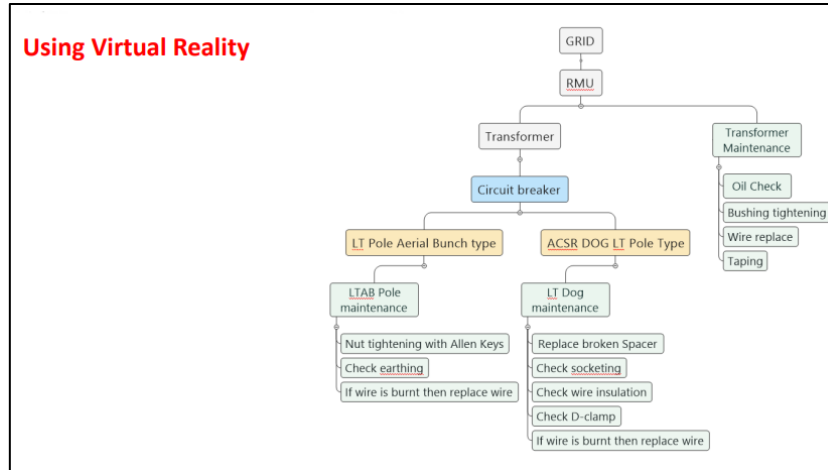 Using Virtual Reality
GRID
RMU
Transformer
Transformer
Maintenance
Oil Check
Bushing tightening
Wire replace
Taping
Circuit breaker
LT Pole Aerial Bunch type
ACSR DOG LT Pole Type
LTAB Pole
maintenance
Nut tightening with Allen Keys
Check earthing
If wire is burnt then replace wire
LT Dog
maintenance
Replace broken Spacer
Check socketing
Check wire insulation
Check D-clamp
If wire is burnt then replace wire